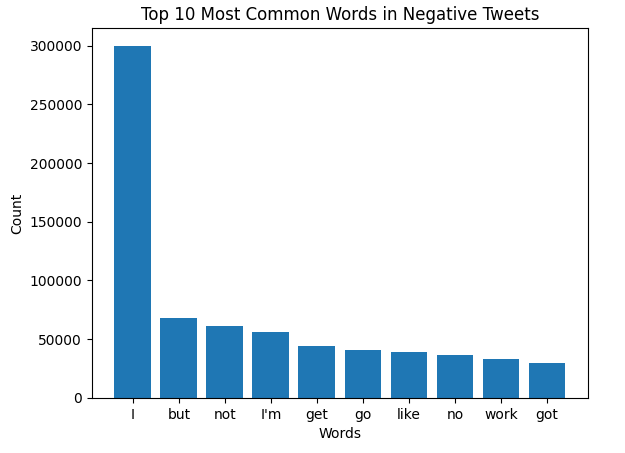 Top 10 Most Common Words in Negative Tweets
300000
250000
200000
150000
100000
50000
0
Count
I but not I'm get go like no work got
Words